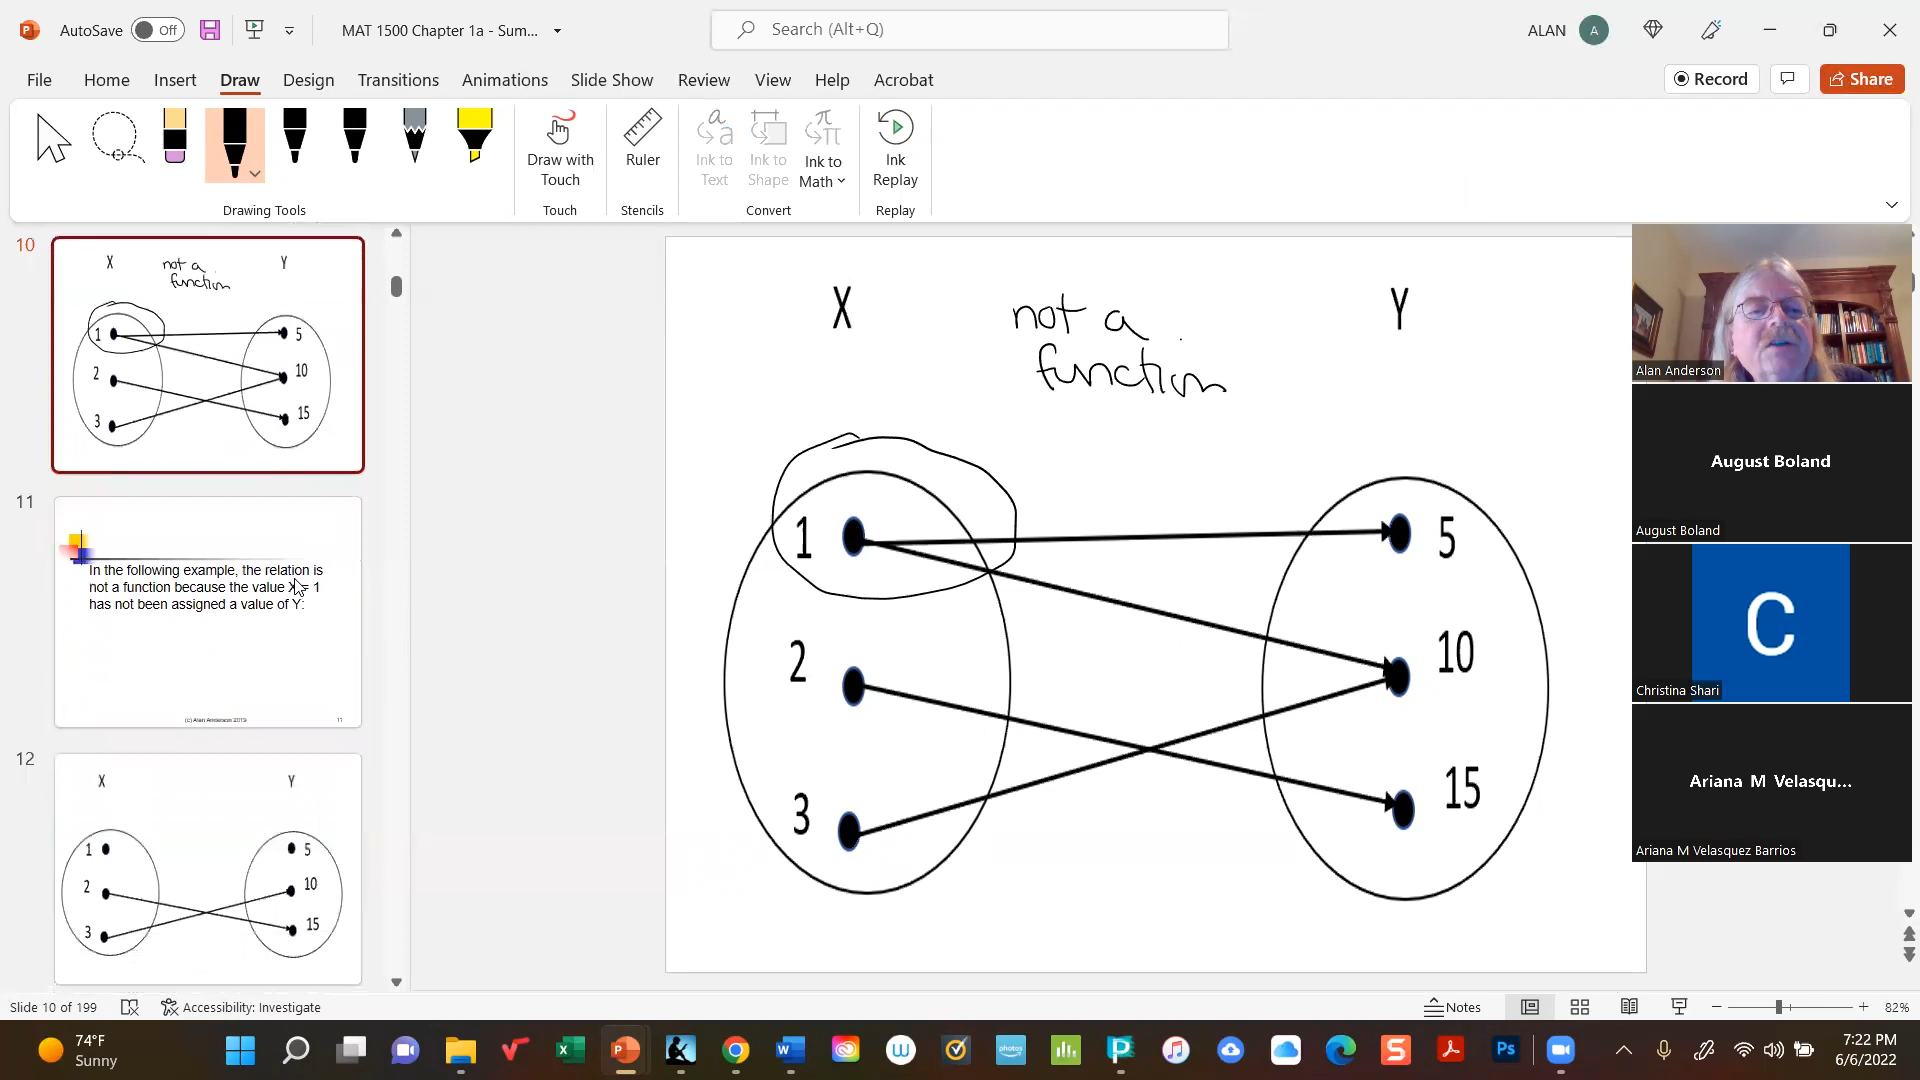 AutoSave Off MAT 1500 Chapter 1a - Sum... Search (Alt+Q) ALAN A
File Home Insert Draw Design Transitions Animations Slide Show Review View Help Acrobat Record Share
Draw with
Touch
Ruler
Ink to
Text
Ink to
Shape
Ink to
Math
Ink
Replay
Drawing Tools Touch Stencils Convert Replay
10
X not a Y
function
1 5
2 10
3 15
11
In the following example, the relation is
not a function because the value X = 1
has not been assigned a value of Y:
(c) Alan Anderson 2019 11
12
X Y
1 5
2 10
3 15
X not a Y
function
1 5
2 10
3 15
Alan Anderson
August Boland
August Boland
C
Christina Shari
Ariana M Velasqu...
Ariana M Velasquez Barrios
Slide 10 of 199 Accessibility: Investigate Notes 82%
74°F
Sunny
7:22 PM
6/6/2022